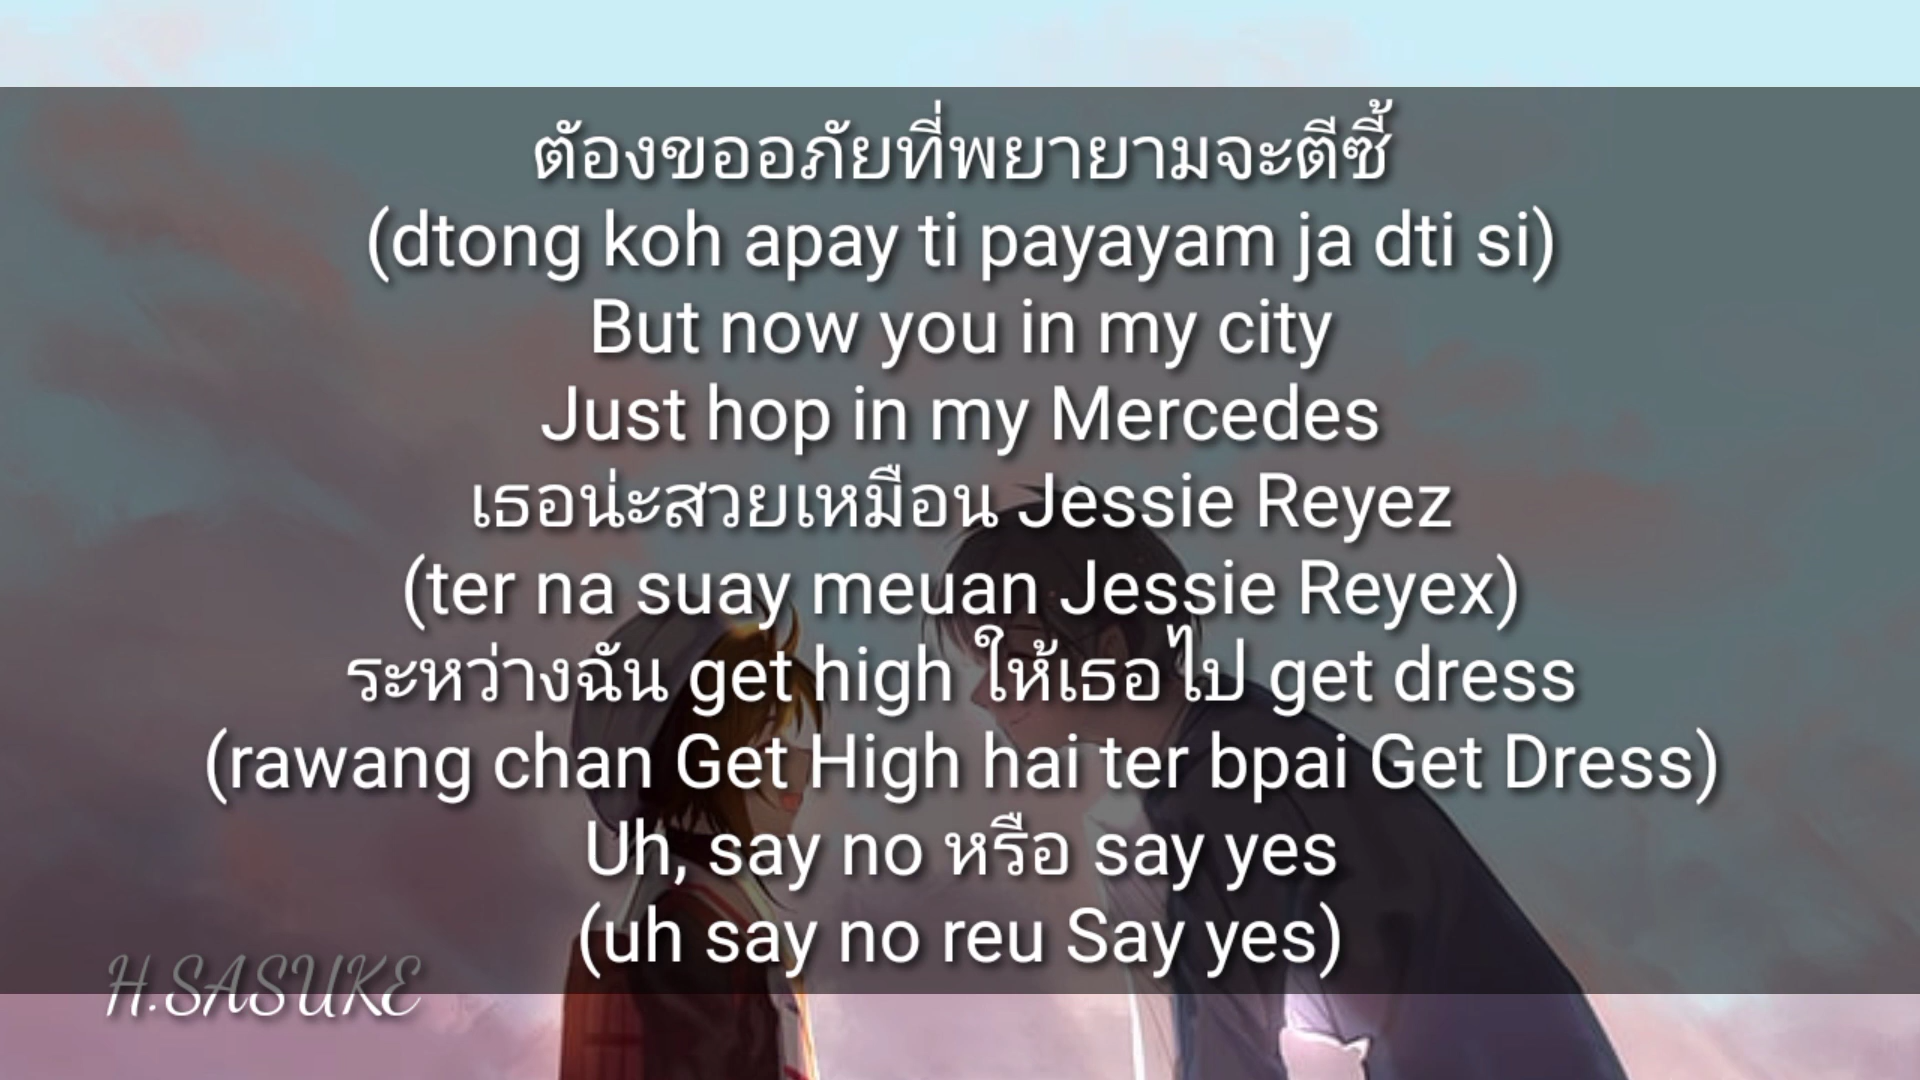 ต้องขออภัยที่พยายามจะตีซี้
(dtong koh apay ti payayam ja dti si)
But now you in my city
Just hop in my Mercedes
เธอน่ะสวยเหมือน Jessie Reyez
(ter na suay meuan Jessie Reyex)
ระหว่างฉัน get high ให้เธอไป get dress
(rawang chan Get High hai ter bpai Get Dress)
Uh, say no หรือ say yes
(uh say no reu Say yes)
H.SASUKE